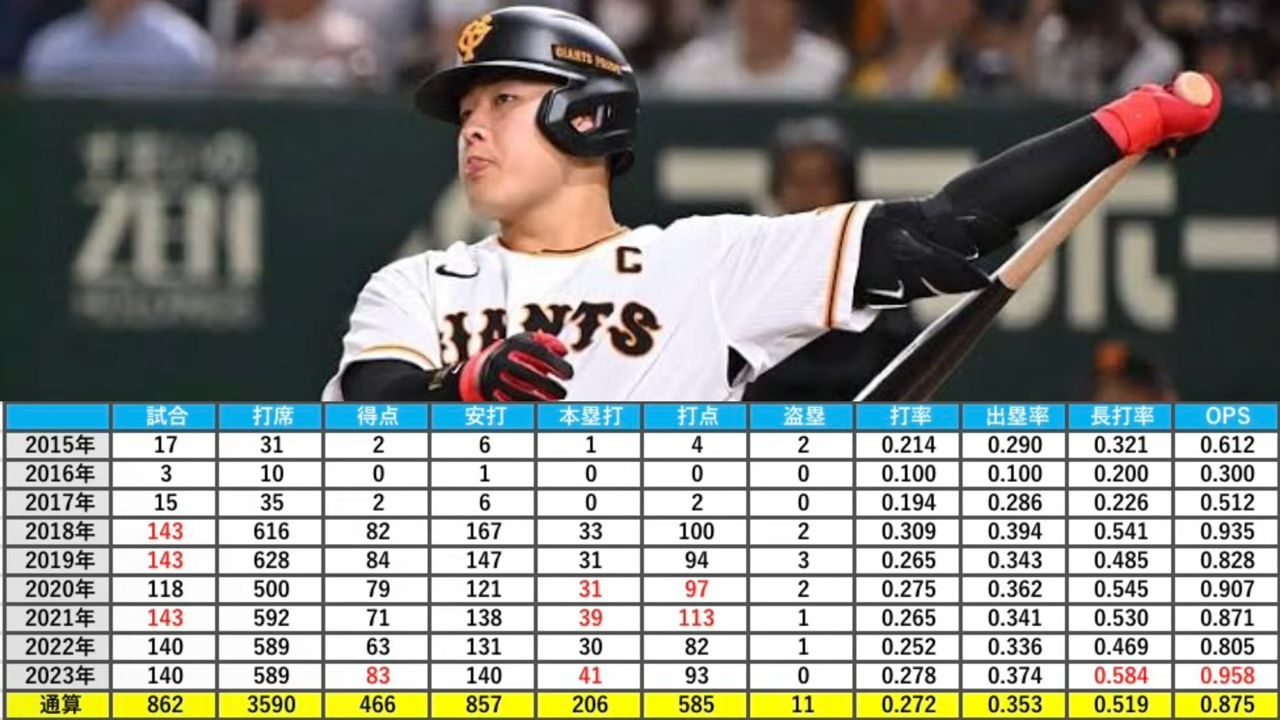 GIANTS PRIDE
すまいの
ZEH
C
GIANTS
試合 打席 得点 安打 本塁打 打点 盗塁 打率 出塁率 長打率 OPS
2015年 17 31 2 6 1 4 2 0.214 0.290 0.321 0.612
2016年 3 10 0 1 0 0 0 0.100 0.100 0.200 0.300
2017年 15 35 2 6 0 2 0 0.194 0.286 0.226 0.512
2018年 143 616 82 167 33 100 2 0.309 0.394 0.541 0.935
2019年 143 628 84 147 31 94 3 0.265 0.343 0.485 0.828
2020年 118 500 79 121 31 97 2 0.275 0.362 0.545 0.907
2021年 143 592 71 138 39 113 1 0.265 0.341 0.530 0.871
2022年 140 589 63 131 30 82 1 0.252 0.336 0.469 0.805
2023年 140 589 83 140 41 93 0 0.278 0.374 0.584 0.958
通算 862 3590 466 857 206 585 11 0.272 0.353 0.519 0.875